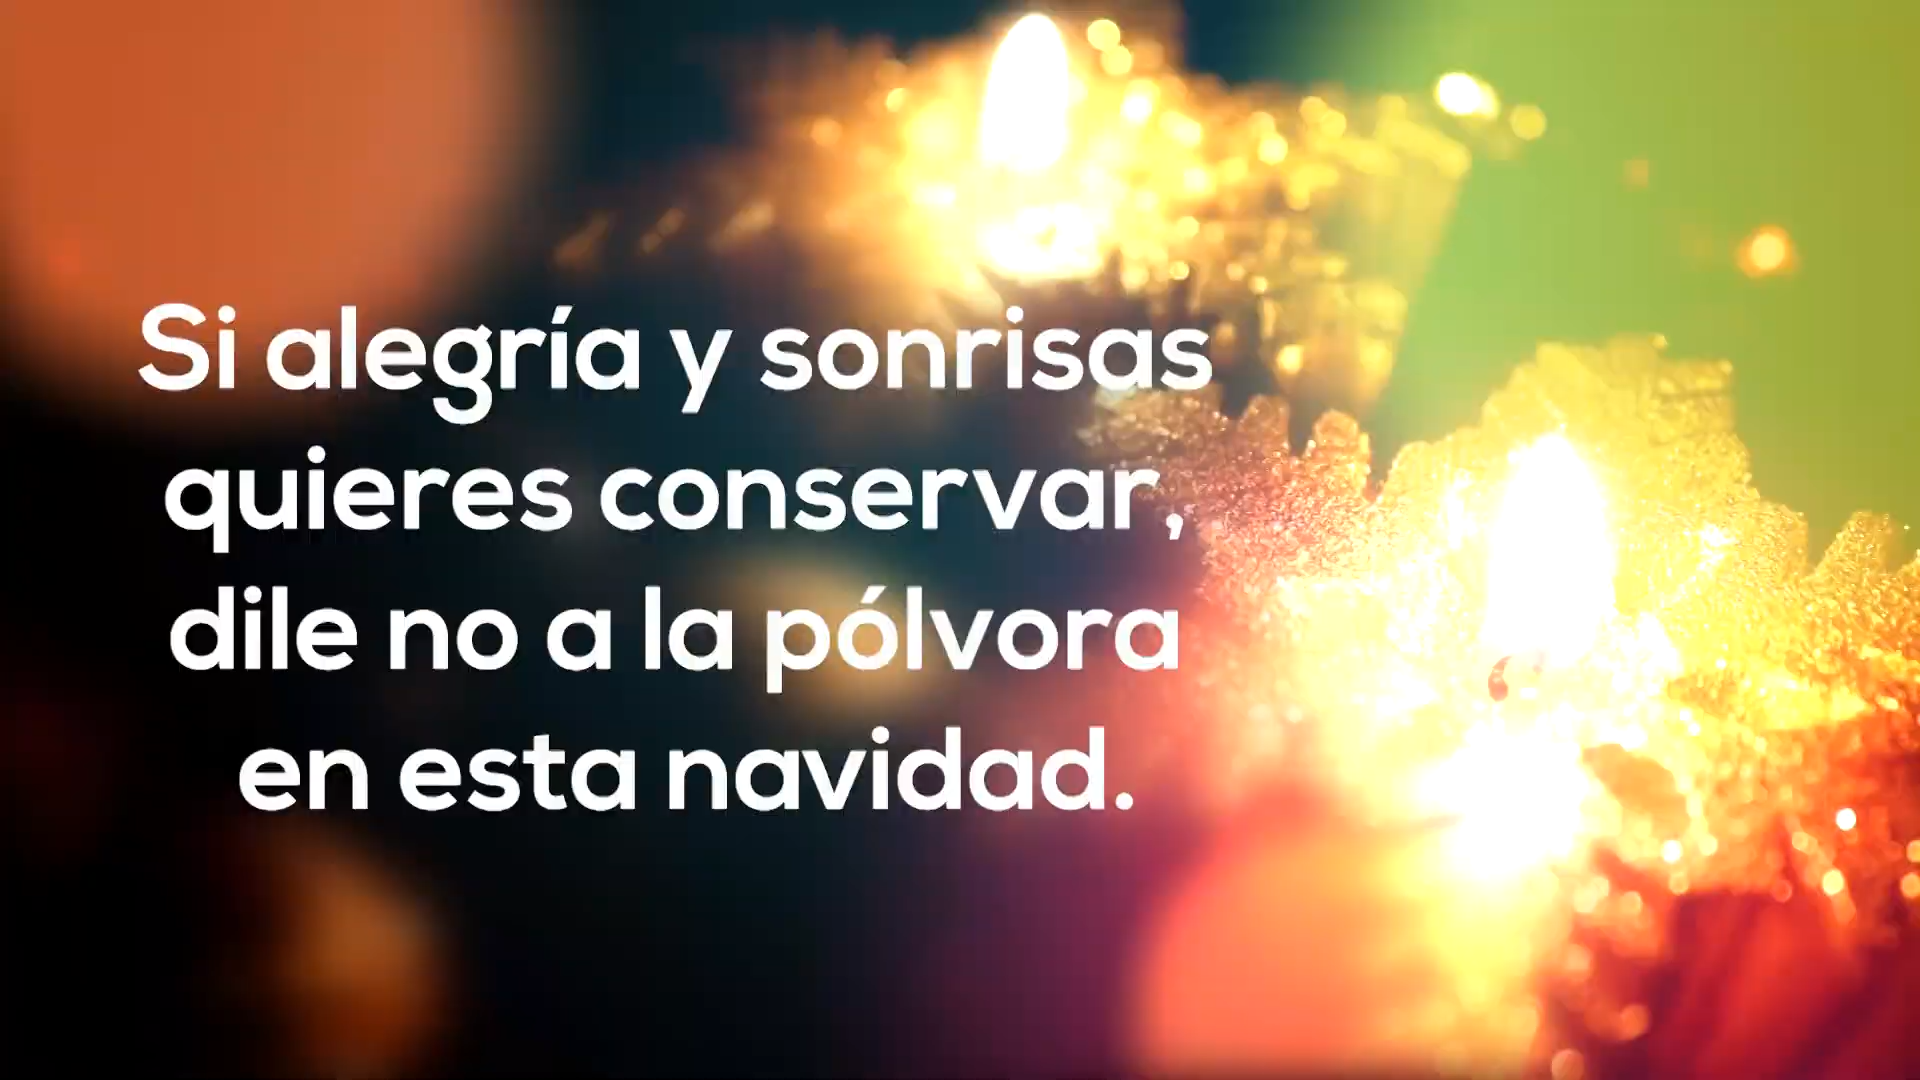 Si alegría y sonrisas
quieres conservar,
dile no a la pólvora
en esta navidad.